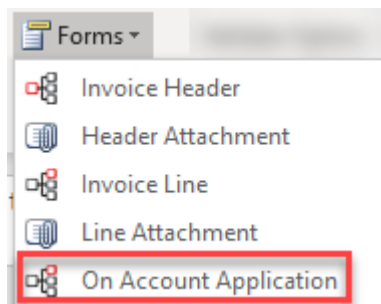 Forms
Invoice Header
Header Attachment
Invoice Line
Line Attachment
On Account Application